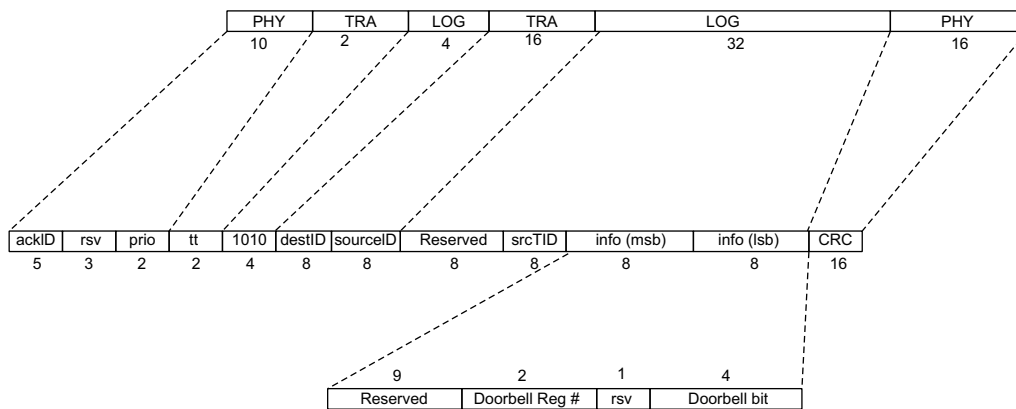 PHY TRA LOG TRA LOG PHY
10 2 4 16 32 16
ackID rsv prio tt 1010 destID sourceID Reserved srcTID info (msb) info (lsb) CRC
5 3 2 2 4 8 8 8 8 8 8 16
9 2 1 4
Reserved Doorbell Reg # rsv Doorbell bit